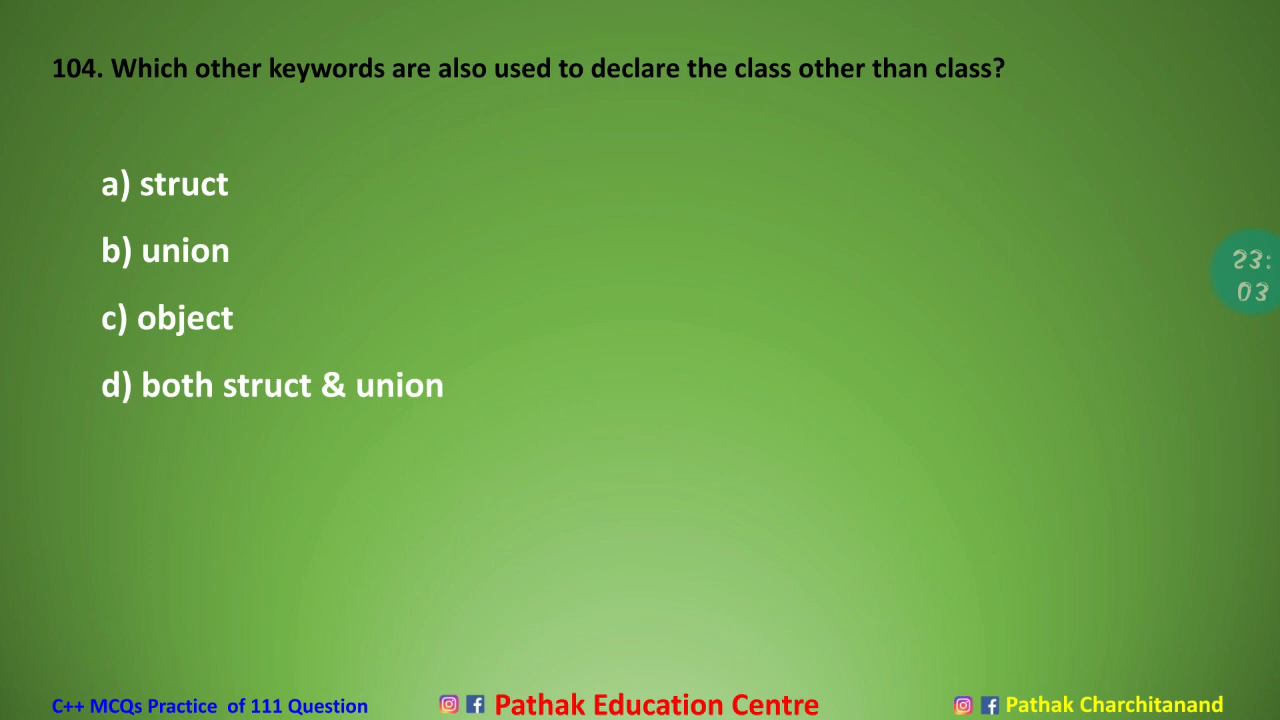 104. Which other keywords are also used to declare the class other than class?
a) struct
b) union
c) object
d) both struct & union
23:
03
C++ MCQs Practice of 111 Question
Pathak Education Centre
Pathak Charchitanand